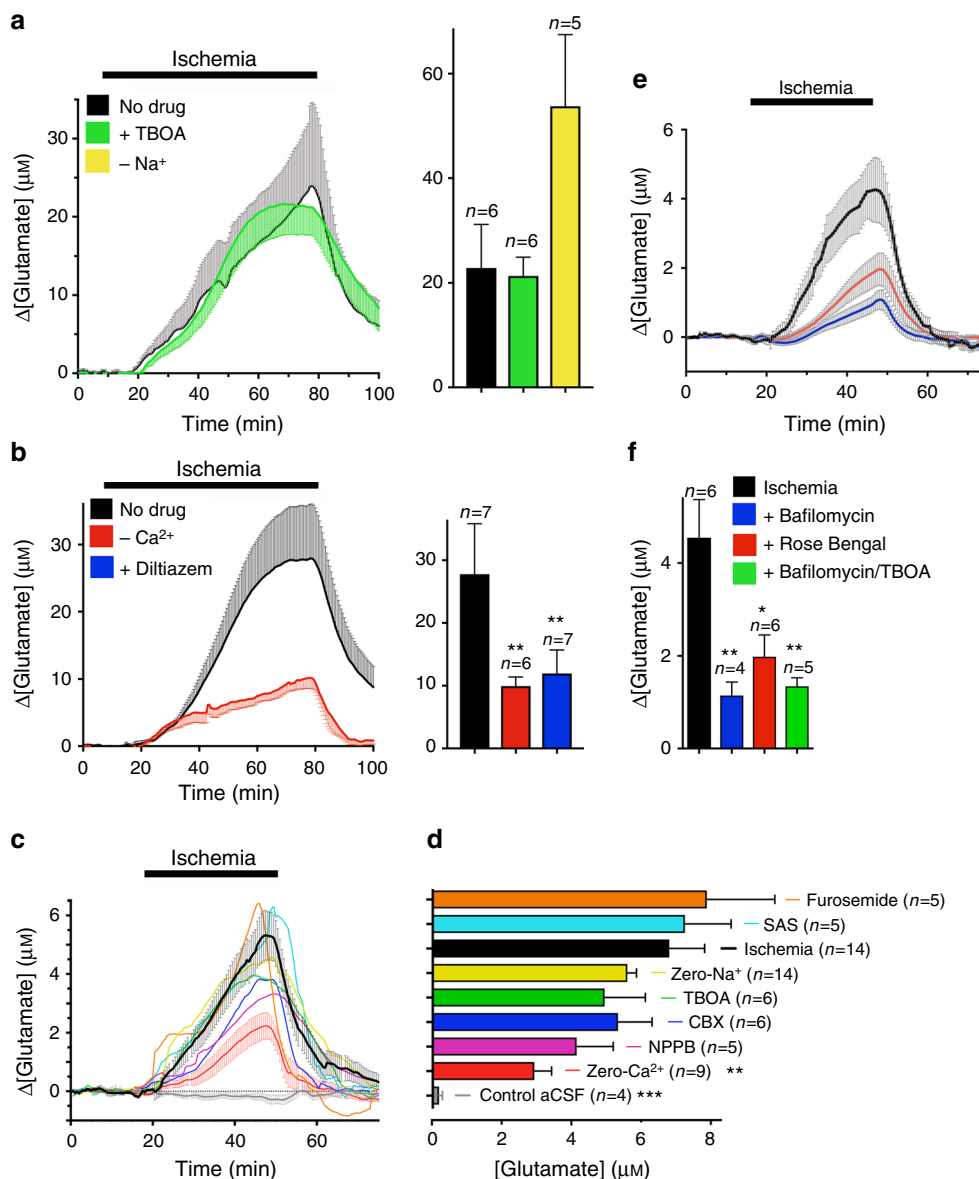 a
Ischemia
No drug
+ TBOA
– Na⁺
Δ[Glutamate] (μM)
30
20
10
0
0 20 40 60 80 100
Time (min)
60
40
20
0
n=6
n=6
n=5
b
Ischemia
No drug
– Ca²⁺
+ Diltiazem
Δ[Glutamate] (μM)
30
20
10
0
0 20 40 60 80 100
Time (min)
30
20
10
0
n=7
**
n=6
**
n=7
c
Ischemia
Δ[Glutamate] (μM)
6
4
2
0
0 20 40 60
Time (min)
d
Furosemide (n=5)
SAS (n=5)
Ischemia (n=14)
Zero-Na⁺ (n=14)
TBOA (n=6)
CBX (n=6)
NPPB (n=5)
Zero-Ca²⁺ (n=9) **
Control aCSF (n=4) ***
0 2 4 6 8
[Glutamate] (μM)
e
Ischemia
Δ[Glutamate] (μM)
6
4
2
0
0 20 40 60
Time (min)
f
n=6
Ischemia
+ Bafilomycin
+ Rose Bengal
+ Bafilomycin/TBOA
Δ[Glutamate] (μM)
4
2
0
**
n=4
*
n=6
**
n=5